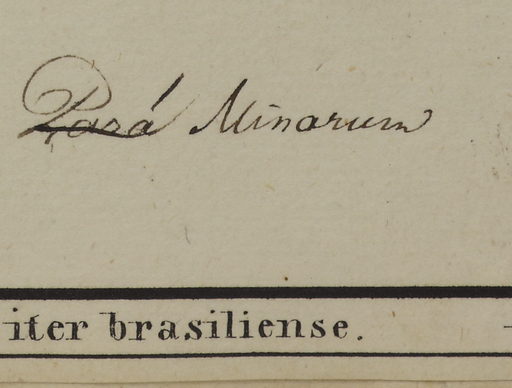 Pará Minarum
iter brasiliense.